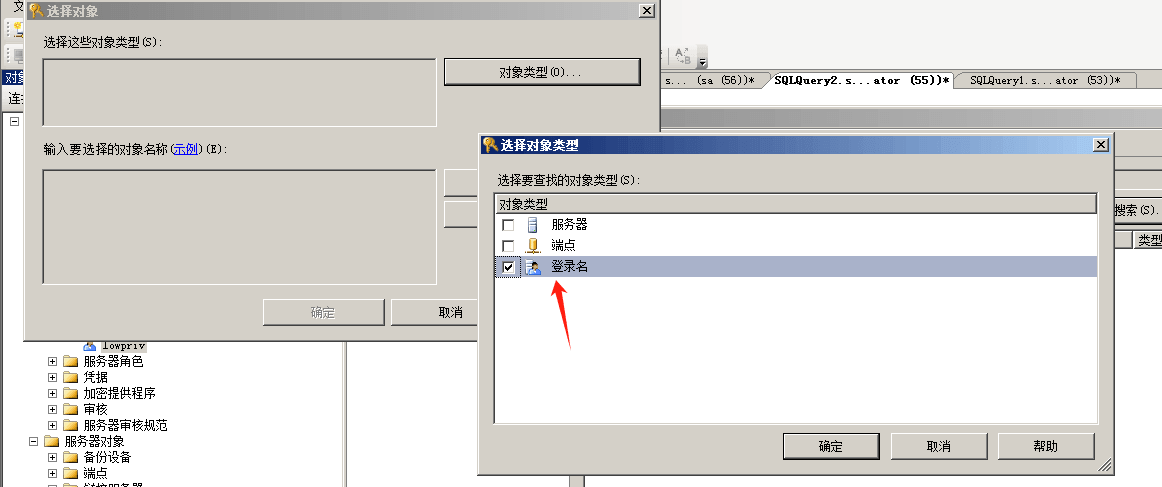 文
选择对象
选择这些对象类型(S):
对象类型(O)...
输入要选择的对象名称(示例)(E):
确定
取消
s... (sa (56))*
SQLQuery2.s...ator (55))*
SQLQuery1.s...ator (53))*
选择对象类型
选择要查找的对象类型(S):
对象类型
服务器
端点
登录名
确定
取消
帮助
搜索(S).
类型
lowpriv
服务器角色
凭据
加密提供程序
审核
服务器审核规范
服务器对象
备份设备
端点